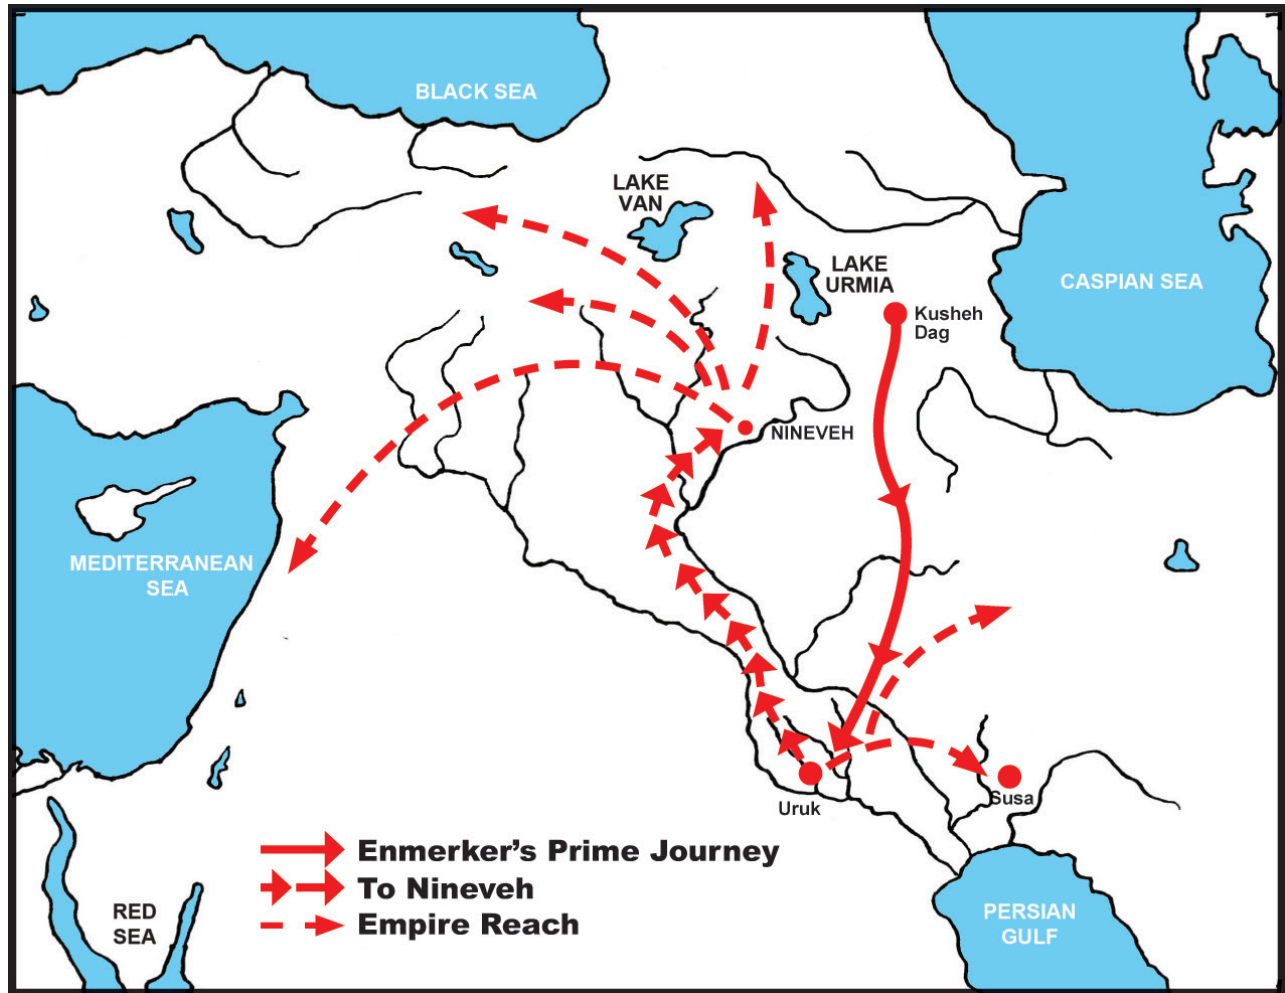 BLACK SEA
LAKE
VAN
LAKE
URMIA
CASPIAN SEA
Kusheh
Dag
NINEVEH
MEDITERRANEAN
SEA
Uruk
Susa
Enmerker’s Prime Journey
To Nineveh
Empire Reach
RED
SEA
PERSIAN
GULF